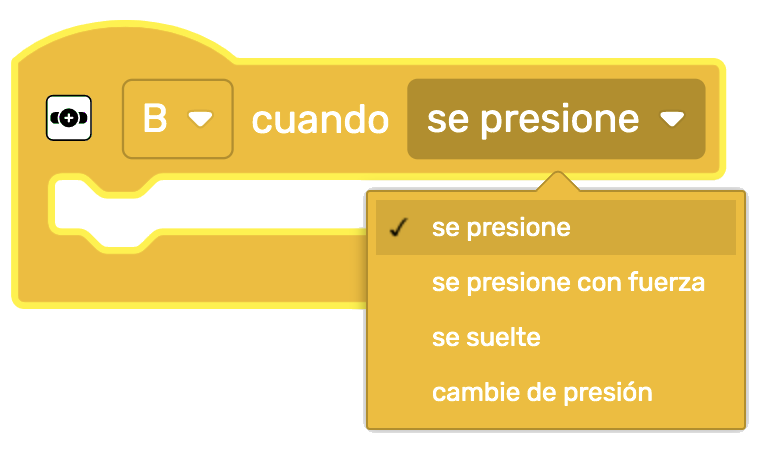 B cuando se presione
se presione
se presione con fuerza
se suelte
cambie de presión